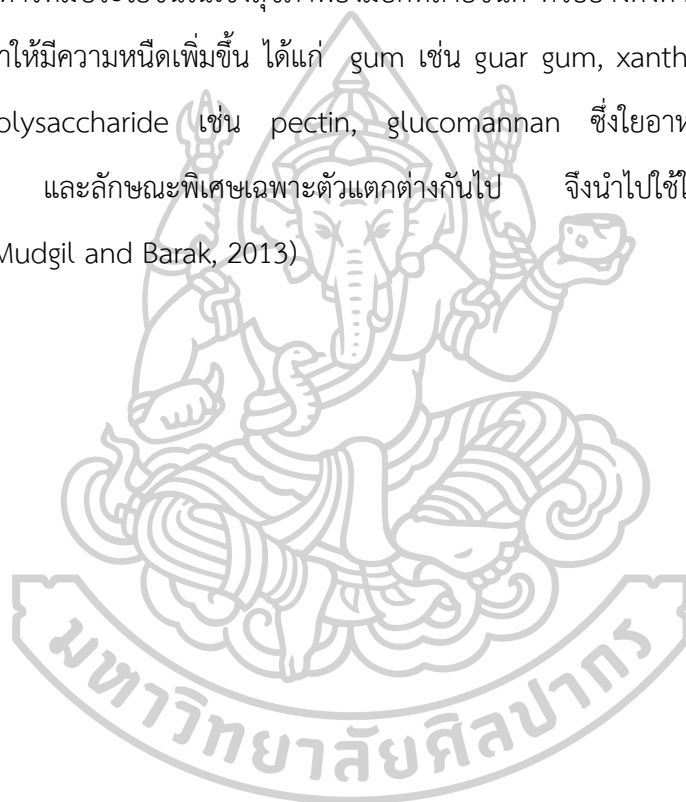 ทำให้มีความหนืดเพิ่มขึ้น ได้แก่ gum เช่น guar gum, xanth
olysaccharide เช่น pectin, glucomannan ซึ่งใยอาห
และลักษณะพิเศษเฉพาะตัวแตกต่างกันไป จึงนำไปใช้ใ
Mudgil and Barak, 2013)
มหาวิทยาลัยศิลปากร